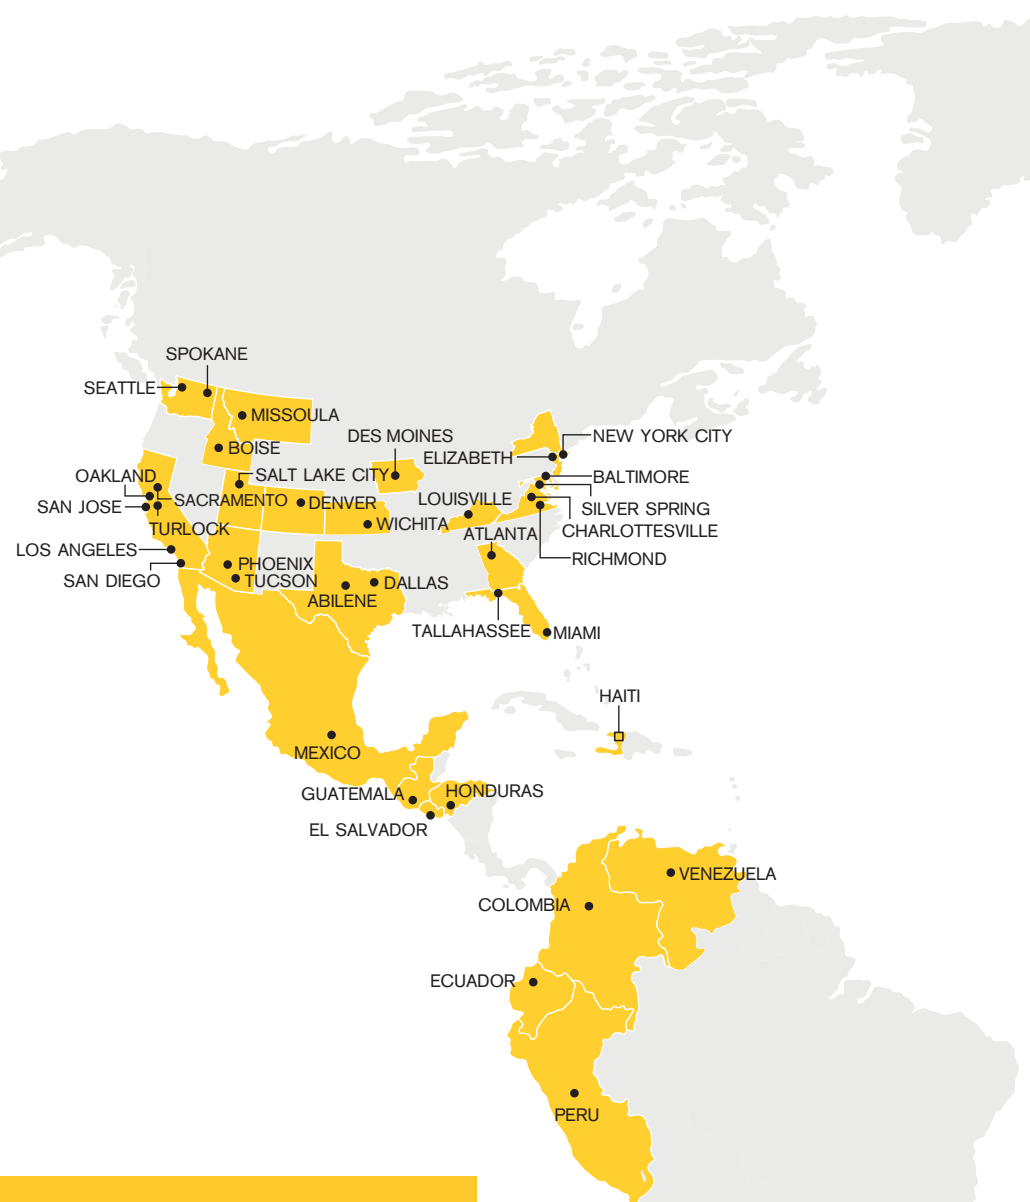 SPOKANE
SEATTLE
MISSOULA
DES MOINES
NEW YORK CITY
BOISE
ELIZABETH
OAKLAND
SALT LAKE CITY
BALTIMORE
SACRAMENTO
DENVER
LOUISVILLE
SAN JOSE
SILVER SPRING
TURLOCK
WICHITA
CHARLOTTESVILLE
ATLANTA
LOS ANGELES
RICHMOND
PHOENIX
SAN DIEGO
TUCSON
DALLAS
ABILENE
TALLAHASSEE
MIAMI
HAITI
MEXICO
GUATEMALA
HONDURAS
EL SALVADOR
VENEZUELA
COLOMBIA
ECUADOR
PERU